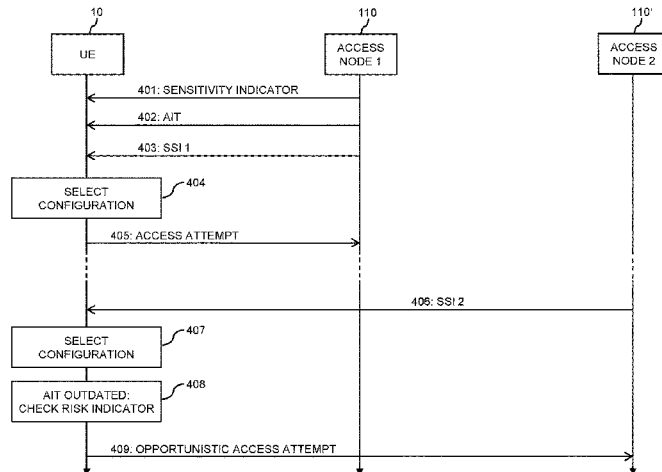 10
110
110'
UE
ACCESS
NODE 1
ACCESS
NODE 2
401: SENSITIVITY INDICATOR
402: AIT
403: SSI 1
SELECT
CONFIGURATION
404
405: ACCESS ATTEMPT
406: SSI 2
SELECT
CONFIGURATION
407
AIT OUTDATED:
CHECK RISK INDICATOR
408
409: OPPORTUNISTIC ACCESS ATTEMPT